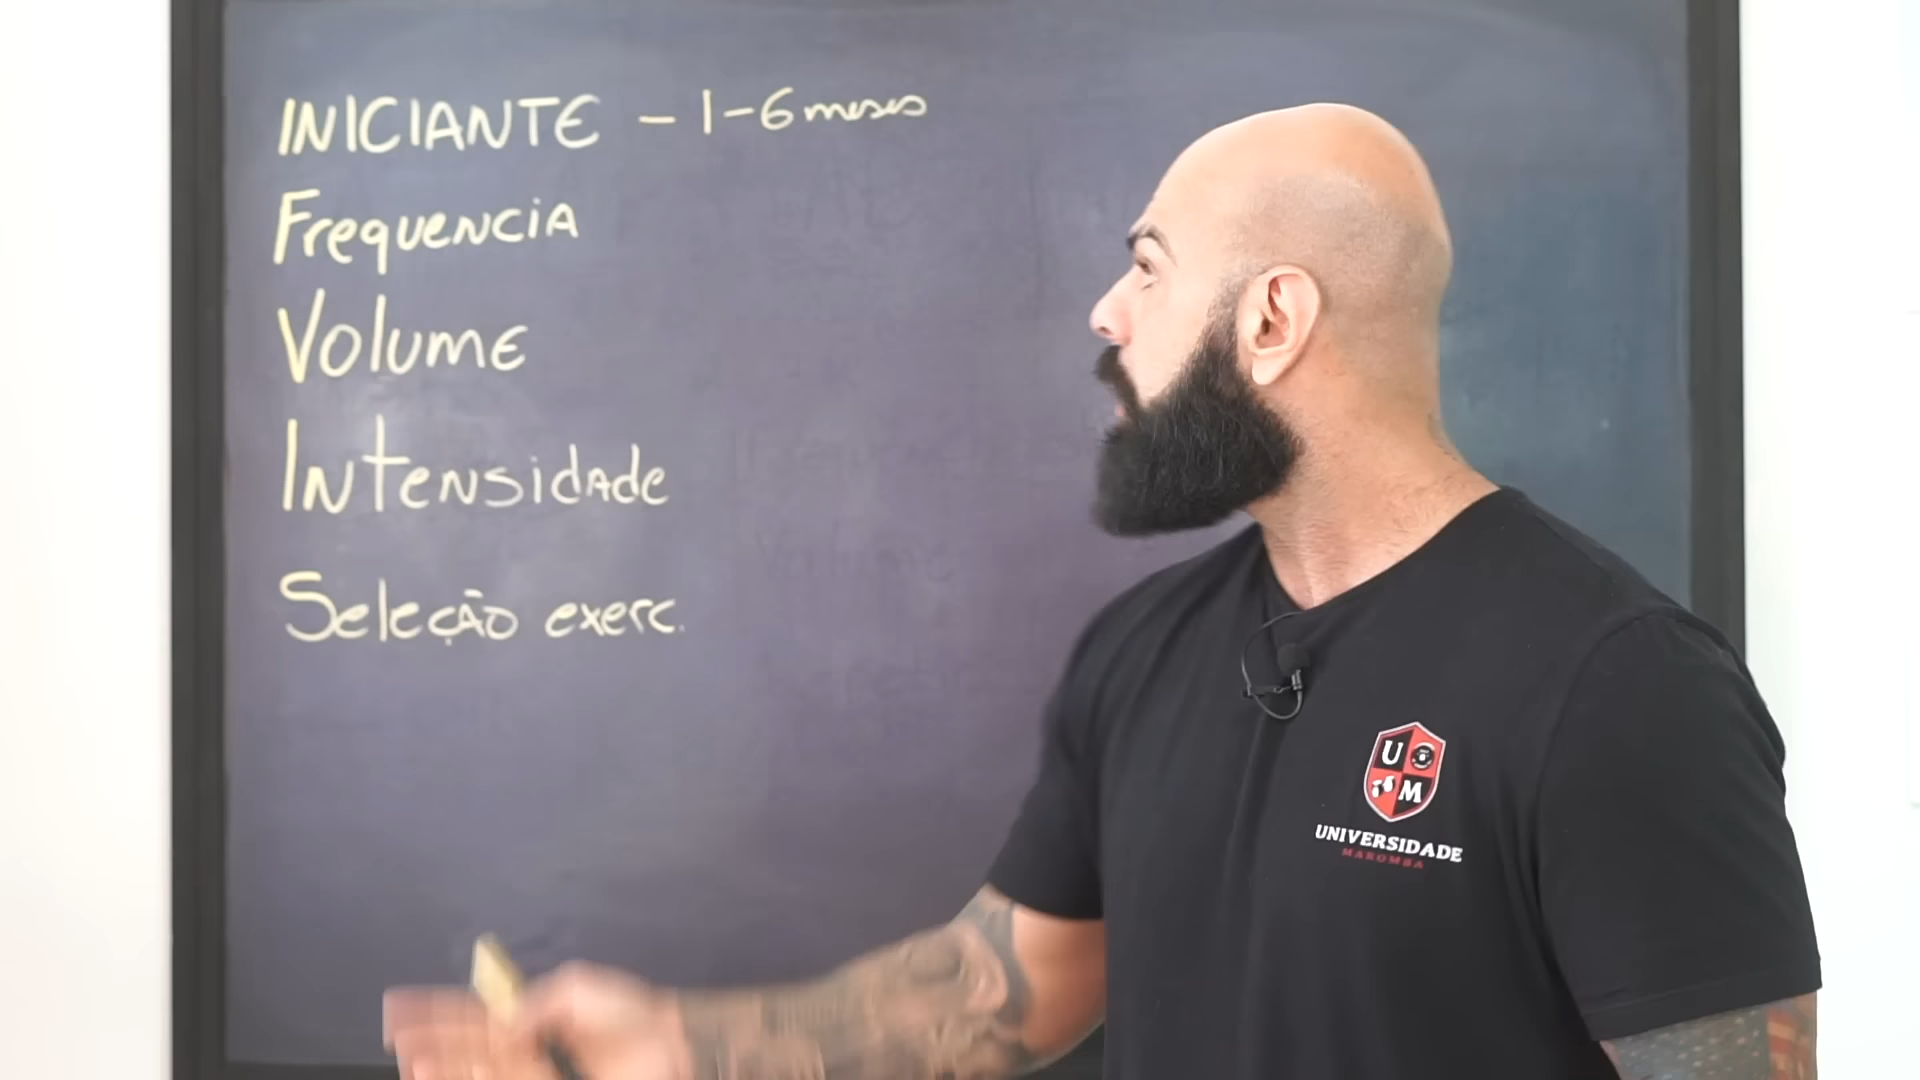 INICIANTE - 1-6 meses
Frequencia
Volume
Intensidade
Seleção exerc.
U
M
UNIVERSIDADE
MAROMBA